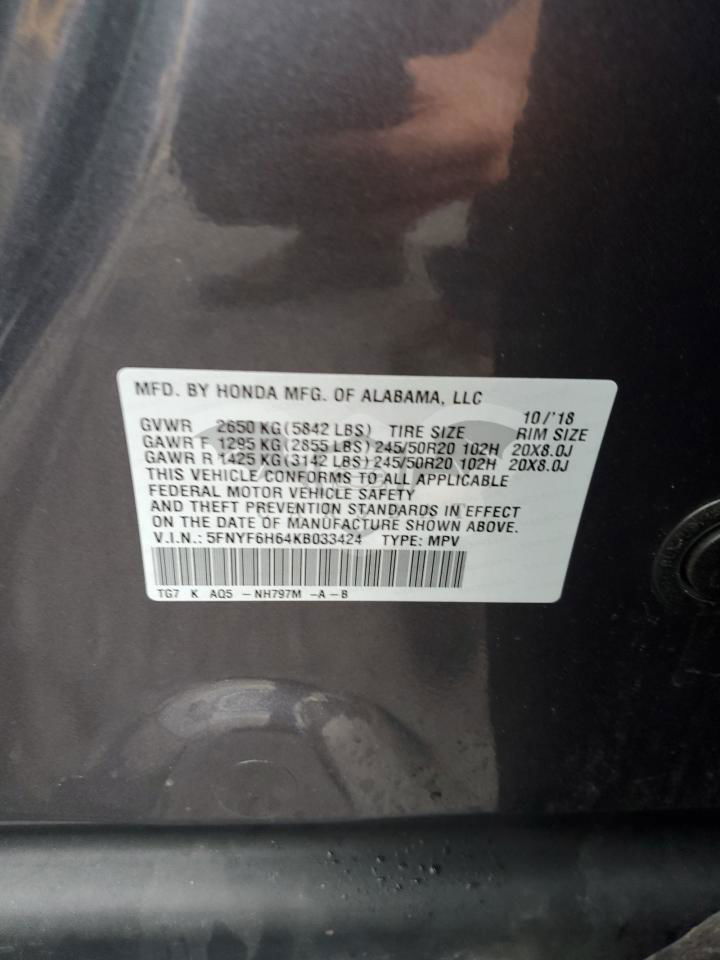 MFD. BY HONDA MFG. OF ALABAMA, LLC
10/'18
GVWR 2650 KG(5842 LBS) TIRE SIZE RIM SIZE
GAWR F 1295 KG(2855 LBS)245/50R20 102H 20X8.0J
GAWR R 1425 KG(3142 LBS)245/50R20 102H 20X8.0J
THIS VEHICLE CONFORMS TO ALL APPLICABLE
FEDERAL MOTOR VEHICLE SAFETY
AND THEFT PREVENTION STANDARDS IN EFFECT
ON THE DATE OF MANUFACTURE SHOWN ABOVE.
V.I.N.: 5FNYF6H64KB033424 TYPE: MPV
TG7 K AQ5 -NH797M -A-B